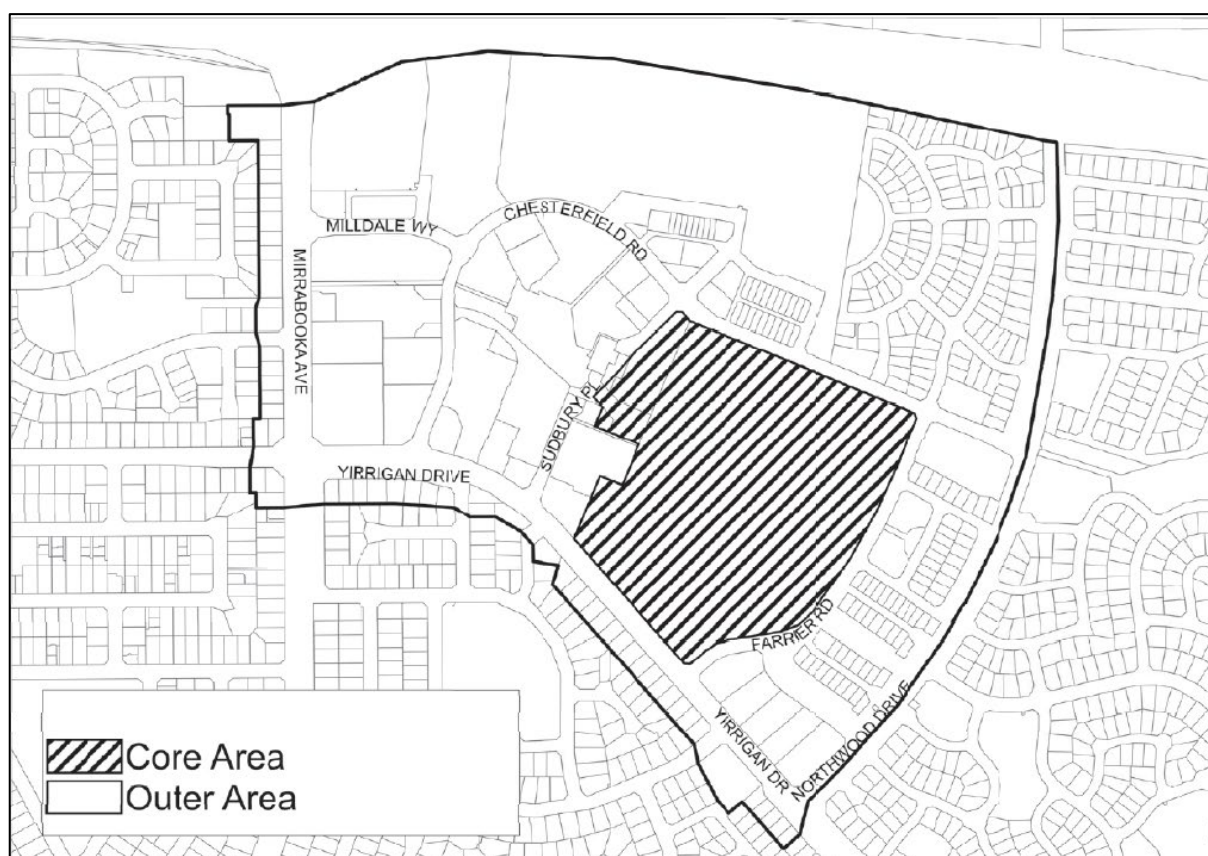 MILLDALE WY
CHESTERFIELD RD
MIRRABOOKA AVE
SUDBURY PL
YIRRIGAN DRIVE
FARRIER RD
YIRRIGAN DR
NORTHWOOD DRIVE
Core Area
Outer Area